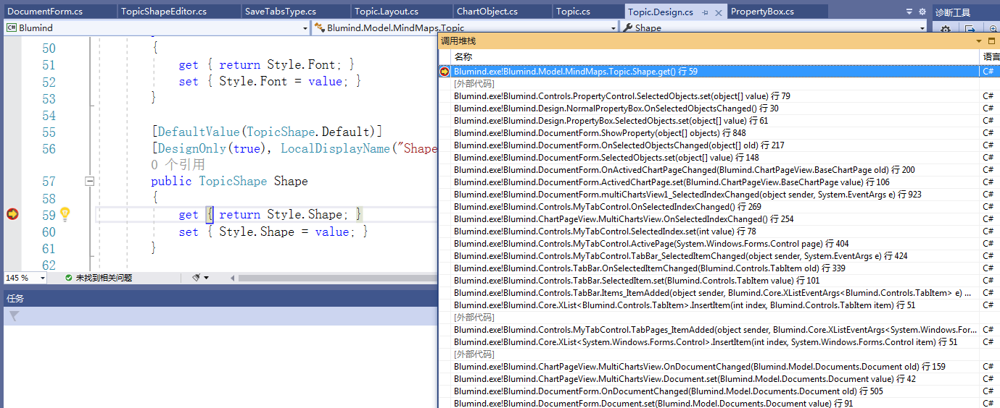 DocumentForm.cs TopicShapeEditor.cs SaveTabsType.cs Topic.Layout.cs ChartObject.cs Topic.cs Topic.Design.cs PropertyBox.cs 诊断工具
C# Blumind Blumind.Model.MindMaps.Topic Shape
50 {
51 get { return Style.Font; }
52 set { Style.Font = value; }
53 }
54
55 [DefaultValue(TopicShape.Default)]
56 [DesignOnly(true), LocalDisplayName("Shape
0 个引用
57 public TopicShape Shape
58 {
59 get { return Style.Shape; }
60 set { Style.Shape = value; }
61 }
62
145 % 未找到相关问题
任务
调用堆栈
名称 语言
Blumind.exe!Blumind.Model.MindMaps.Topic.Shape.get() 行 59 C#
[外部代码]
Blumind.exe!Blumind.Controls.PropertyControl.SelectedObjects.set(object[] value) 行 79 C#
Blumind.exe!Blumind.Design.NormalPropertyBox.OnSelectedObjectsChanged() 行 30 C#
Blumind.exe!Blumind.Design.PropertyBox.SelectedObjects.set(object[] value) 行 61 C#
Blumind.exe!Blumind.DocumentForm.ShowProperty(object[] objects) 行 848 C#
Blumind.exe!Blumind.DocumentForm.OnSelectedObjectsChanged(object[] old) 行 217 C#
Blumind.exe!Blumind.DocumentForm.SelectedObjects.set(object[] value) 行 148 C#
Blumind.exe!Blumind.DocumentForm.OnActivedChartPageChanged(Blumind.ChartPageView.BaseChartPage old) 行 200 C#
Blumind.exe!Blumind.DocumentForm.ActivedChartPage.set(Blumind.ChartPageView.BaseChartPage value) 行 106 C#
Blumind.exe!Blumind.DocumentForm.multiChartsView1_SelectedIndexChanged(object sender, System.EventArgs e) 行 923 C#
Blumind.exe!Blumind.Controls.MyTabControl.OnSelectedIndexChanged() 行 269 C#
Blumind.exe!Blumind.ChartPageView.MultiChartsView.OnSelectedIndexChanged() 行 254 C#
Blumind.exe!Blumind.Controls.MyTabControl.SelectedIndex.set(int value) 行 78 C#
Blumind.exe!Blumind.Controls.MyTabControl.ActivePage(System.Windows.Forms.Control page) 行 404 C#
Blumind.exe!Blumind.Controls.MyTabControl.TabBar_SelectedItemChanged(object sender, System.EventArgs e) 行 424 C#
Blumind.exe!Blumind.Controls.TabBar.OnSelectedItemChanged(Blumind.Controls.TabItem old) 行 339 C#
Blumind.exe!Blumind.Controls.TabBar.SelectedItem.set(Blumind.Controls.TabItem value) 行 101 C#
Blumind.exe!Blumind.Controls.TabBar.Items_ItemAdded(object sender, Blumind.Core.XListEventArgs<Blumind.Controls.TabItem> e) ... C#
Blumind.exe!Blumind.Core.XList<Blumind.Controls.TabItem>.InsertItem(int index, Blumind.Controls.TabItem item) 行 51 C#
[外部代码]
Blumind.exe!Blumind.Controls.MyTabControl.TabPages_ItemAdded(object sender, Blumind.Core.XListEventArgs<System.Windows.For... C#
Blumind.exe!Blumind.Core.XList<System.Windows.Forms.Control>.InsertItem(int index, System.Windows.Forms.Control item) 行 51 C#
[外部代码]
Blumind.exe!Blumind.ChartPageView.MultiChartsView.OnDocumentChanged(Blumind.Model.Documents.Document old) 行 159 C#
Blumind.exe!Blumind.ChartPageView.MultiChartsView.Document.set(Blumind.Model.Documents.Document value) 行 42 C#
Blumind.exe!Blumind.DocumentForm.OnDocumentChanged(Blumind.Model.Documents.Document old) 行 505 C#
Blumind.exe!Blumind.DocumentForm.Document.set(Blumind.Model.Documents.Document value) 行 91 C#